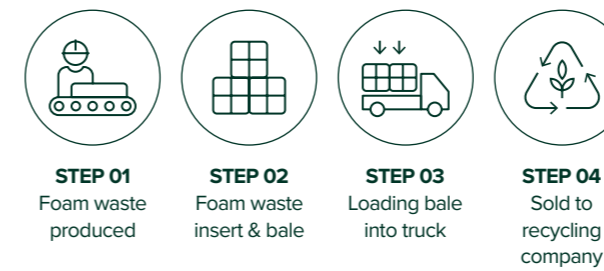 STEP 01
Foam waste
produced
STEP 02
Foam waste
insert & bale
STEP 03
Loading bale
into truck
STEP 04
Sold to
recycling
company